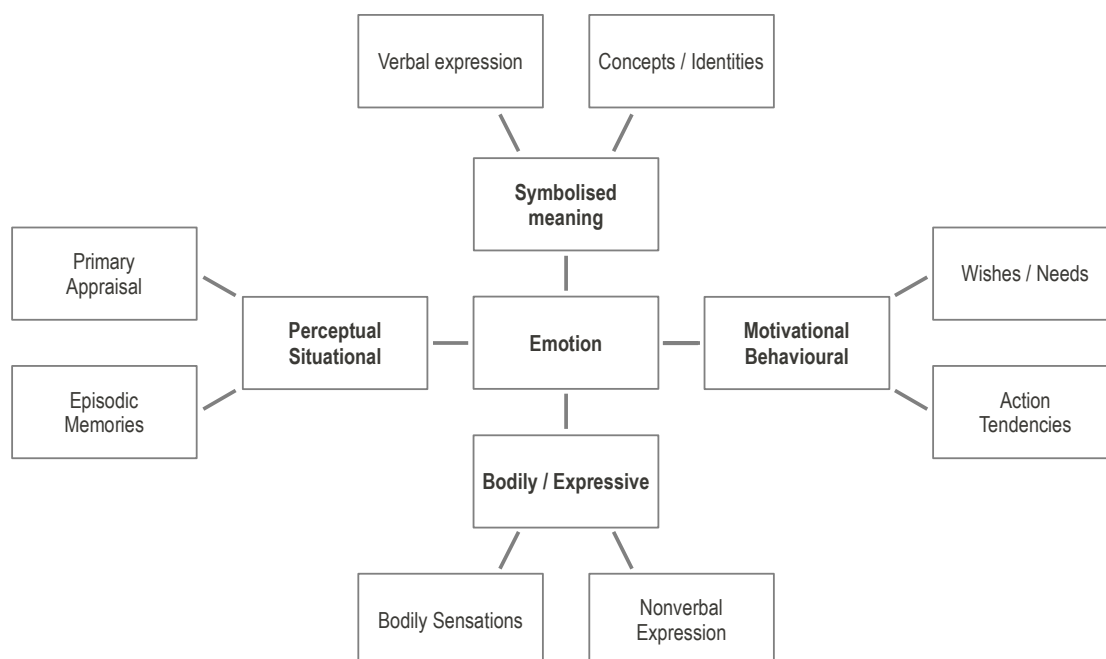 Verbal expression
Concepts / Identities
Symbolised
meaning
Primary
Appraisal
Wishes / Needs
Perceptual
Situational
Emotion
Motivational
Behavioural
Episodic
Memories
Action
Tendencies
Bodily / Expressive
Bodily Sensations
Nonverbal
Expression